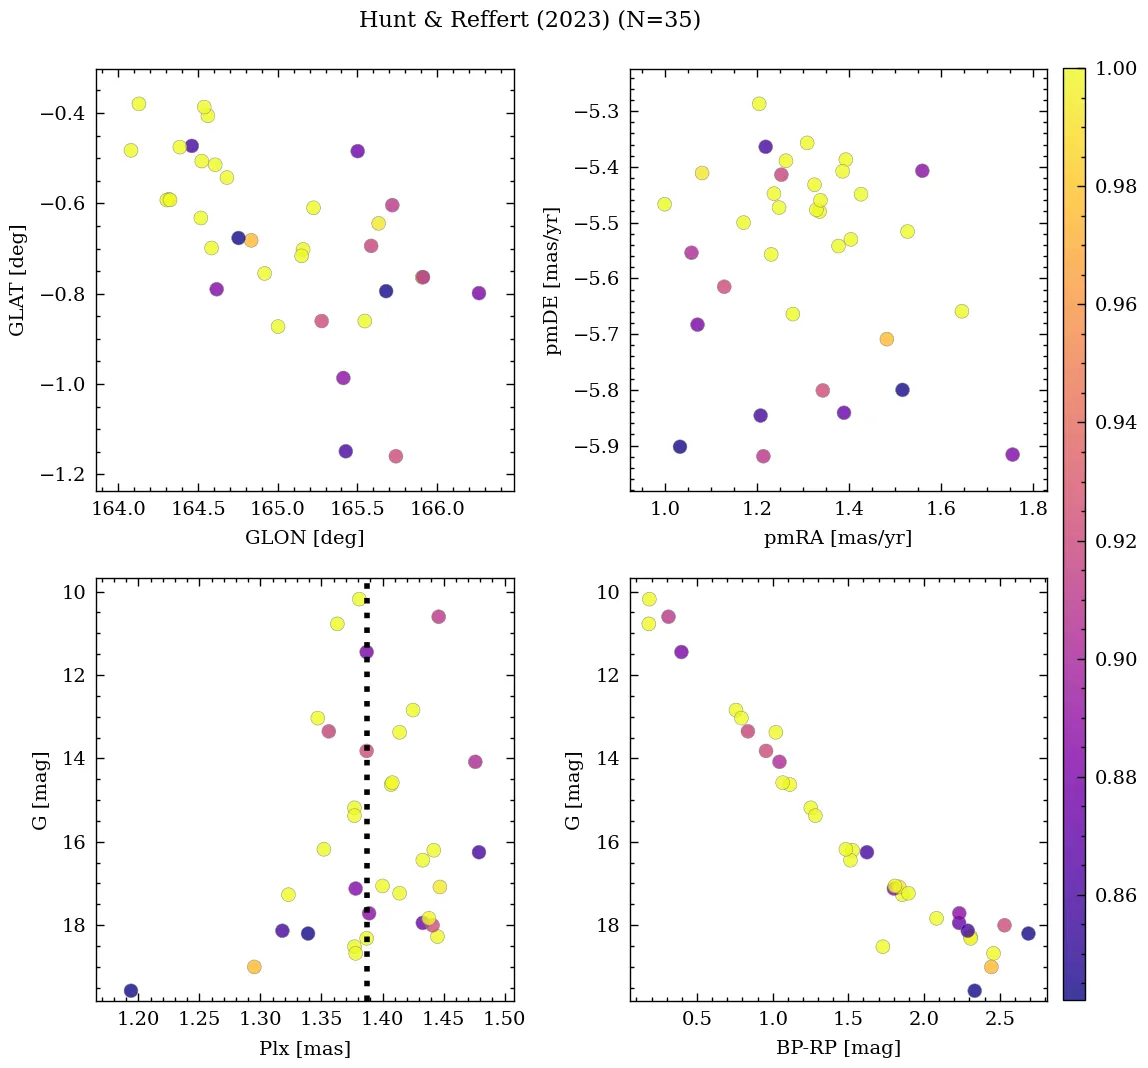 Hunt & Reffert (2023) (N=35)
−0.4
−0.6
−0.8
−1.0
−1.2
GLAT [deg]
164.0 164.5 165.0 165.5 166.0
GLON [deg]
−5.3
−5.4
−5.5
−5.6
−5.7
−5.8
−5.9
pmDE [mas/yr]
1.0 1.2 1.4 1.6 1.8
pmRA [mas/yr]
10
12
14
16
18
G [mag]
1.20 1.25 1.30 1.35 1.40 1.45 1.50
Plx [mas]
10
12
14
16
18
G [mag]
0.5 1.0 1.5 2.0 2.5
BP-RP [mag]
1.00
0.98
0.96
0.94
0.92
0.90
0.88
0.86